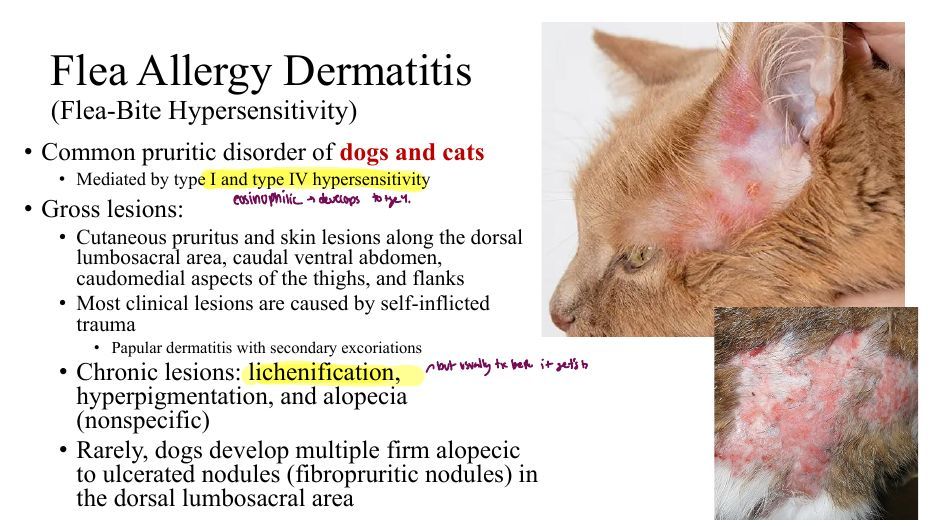 Flea Allergy Dermatitis
(Flea-Bite Hypersensitivity)
• Common pruritic disorder of dogs and cats
• Mediated by type I and type IV hypersensitivity
eosinophilic → develops to type 4.
• Gross lesions:
• Cutaneous pruritus and skin lesions along the dorsal
lumbosacral area, caudal ventral abdomen,
caudomedial aspects of the thighs, and flanks
• Most clinical lesions are caused by self-inflicted
trauma
• Papular dermatitis with secondary excoriations
• Chronic lesions: lichenification,
but usually tx before it gets to
hyperpigmentation, and alopecia
(nonspecific)
• Rarely, dogs develop multiple firm alopecic
to ulcerated nodules (fibropruritic nodules) in
the dorsal lumbosacral area